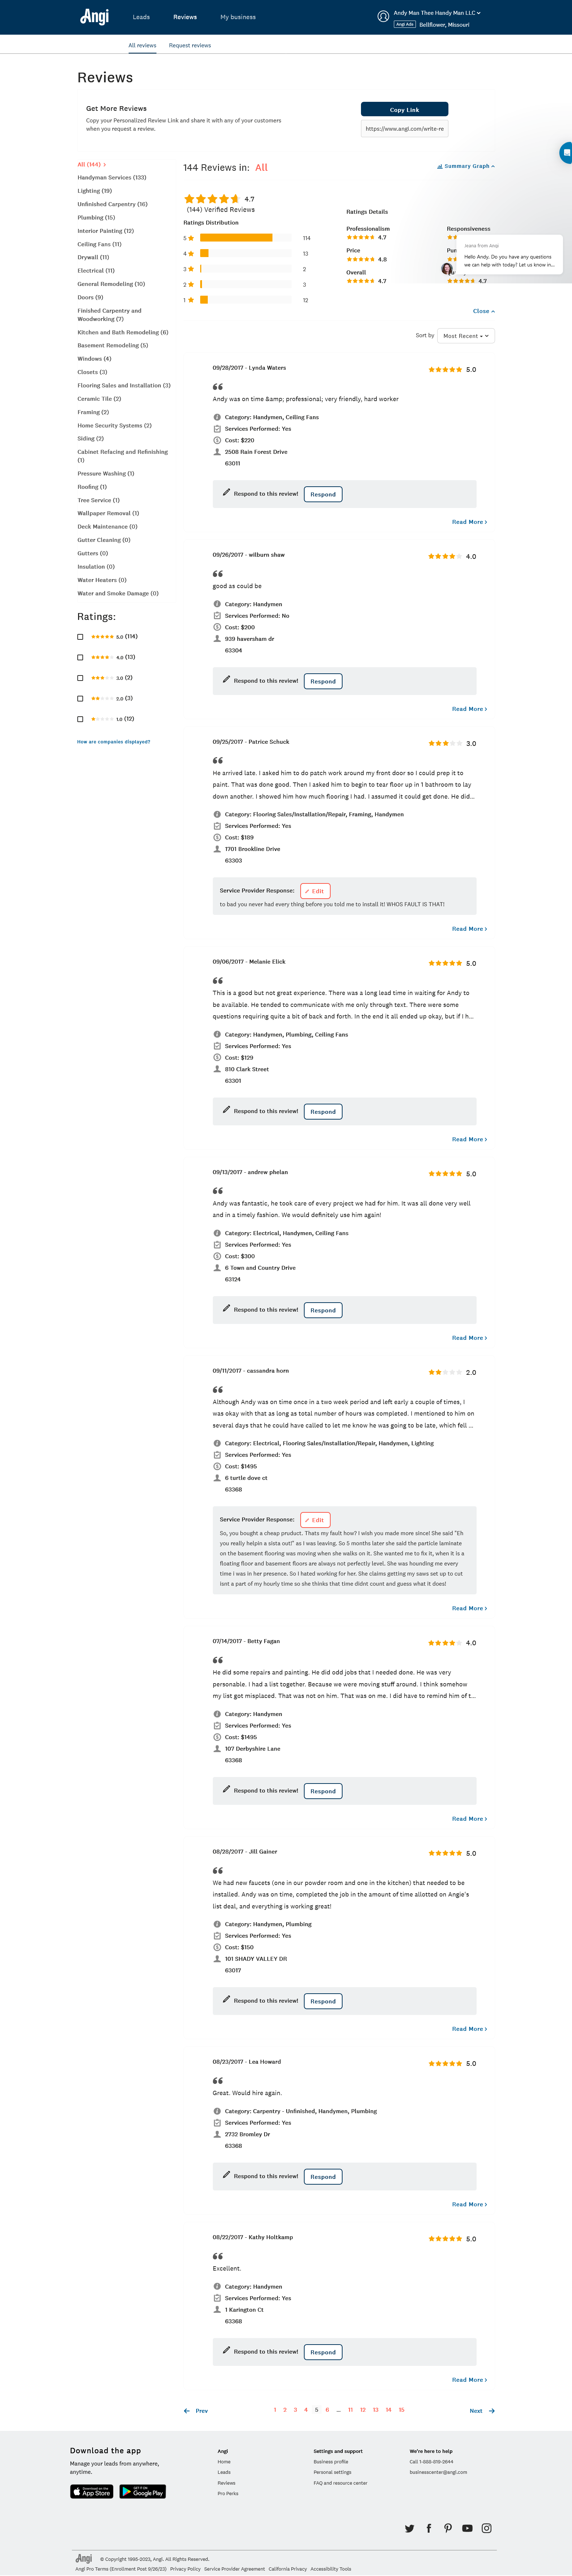 Angi
Leads
Reviews
My business
Andy Man Thee Handy Man LLC
Angi Ads
Bellflower, Missouri
All reviews
Request reviews
Reviews
Get More Reviews
Copy your Personalized Review Link and share it with any of your customers
when you request a review.
Copy Link
https://www.angi.com/write-re
All (144)
Handyman Services (133)
Lighting (19)
Unfinished Carpentry (16)
Plumbing (15)
Interior Painting (12)
Ceiling Fans (11)
Drywall (11)
Electrical (11)
General Remodeling (10)
Doors (9)
Finished Carpentry and
Woodworking (7)
Kitchen and Bath Remodeling (6)
Basement Remodeling (5)
Windows (4)
Closets (3)
Flooring Sales and Installation (3)
Ceramic Tile (2)
Framing (2)
Home Security Systems (2)
Siding (2)
Cabinet Refacing and Refinishing
(1)
Pressure Washing (1)
Roofing (1)
Tree Service (1)
Wallpaper Removal (1)
Deck Maintenance (0)
Gutter Cleaning (0)
Gutters (0)
Insulation (0)
Water Heaters (0)
Water and Smoke Damage (0)
Ratings:
5.0 (114)
4.0 (13)
3.0 (2)
2.0 (3)
1.0 (12)
How are companies displayed?
144 Reviews in: All
Summary Graph
4.7
(144) Verified Reviews
Ratings Distribution
5 114
4 13
3 2
2 3
1 12
Ratings Details
Professionalism
4.7
Responsiveness
Price
4.8
Pun
Overall
4.7
4.7
Joana from Angi
Hello Andy. Do you have any questions
we can help with today? Let us know in...
Close
Sort by
Most Recent
09/28/2017 - Lynda Waters
5.0
Andy was on time &amp; professional; very friendly, hard worker
Category: Handymen, Ceiling Fans
Services Performed: Yes
Cost: $220
2508 Rain Forest Drive
63011
Respond to this review!
Respond
Read More
09/26/2017 - wilburn shaw
4.0
good as could be
Category: Handymen
Services Performed: No
Cost: $200
939 haversham dr
63304
Respond to this review!
Respond
Read More
09/25/2017 - Patrice Schuck
3.0
He arrived late. I asked him to do patch work around my front door so I could prep it to
paint. That was done good. Then I asked him to begin to tear floor up in 1 bathroom to lay
down another. I showed him how much flooring I had. I assumed it could get done. He did...
Category: Flooring Sales/Installation/Repair, Framing, Handymen
Services Performed: Yes
Cost: $189
1701 Brookline Drive
63303
Service Provider Response:
Edit
to bad you never had every thing before you told me to install it! WHOS FAULT IS THAT!
Read More
09/06/2017 - Melanie Elick
5.0
This is a good but not great experience. There was a long lead time in waiting for Andy to
be available. He tended to communicate with me only through text. There were some
questions requiring quite a bit of back and forth. In the end it all ended up okay, but if I h...
Category: Handymen, Plumbing, Ceiling Fans
Services Performed: Yes
Cost: $129
810 Clark Street
63301
Respond to this review!
Respond
Read More
09/13/2017 - andrew phelan
5.0
Andy was fantastic, he took care of every project we had for him. It was all done very well
and in a timely fashion. We would definitely use him again!
Category: Electrical, Handymen, Ceiling Fans
Services Performed: Yes
Cost: $300
6 Town and Country Drive
63124
Respond to this review!
Respond
Read More
09/11/2017 - cassandra horn
2.0
Although Andy was on time once in a two week period and left early a couple of times, I
was okay with that as long as total number of hours was completed. I mentioned to him on
several days that he could have called to let me know he was going to be late, which fell ...
Category: Electrical, Flooring Sales/Installation/Repair, Handymen, Lighting
Services Performed: Yes
Cost: $1495
6 turtle dove ct
63368
Service Provider Response:
Edit
So, you bought a cheap pruduct. Thats my fault how? I wish you made more since! She said "Eh
you really helpin a sista out!" as I was leaving. So 5 months later she said the particle laminate
on the basement flooring was moving when she walks on it. She wanted me to fix it, when it is a
floating floor and basement floors are always not perfectly level. She was hounding me every
time I was in her presence. So I hated working for her. She claims getting my saws set up to cut
isnt a part of my hourly time so she thinks that time didnt count and guess what it does!
Read More
07/14/2017 - Betty Fagan
4.0
He did some repairs and painting. He did odd jobs that I needed done. He was very
personable. I had a list together. Because we were moving stuff around. I think somehow
my list got misplaced. That was not on him. That was on me. I did have to remind him of t...
Category: Handymen
Services Performed: Yes
Cost: $1495
107 Derbyshire Lane
63368
Respond to this review!
Respond
Read More
08/28/2017 - Jill Gainer
5.0
We had new faucets (one in our powder room and one in the kitchen) that needed to be
installed. Andy was on time, completed the job in the amount of time allotted on Angie's
list deal, and everything is working great!
Category: Handymen, Plumbing
Services Performed: Yes
Cost: $150
101 SHADY VALLEY DR
63017
Respond to this review!
Respond
Read More
08/23/2017 - Lea Howard
5.0
Great. Would hire again.
Category: Carpentry - Unfinished, Handymen, Plumbing
Services Performed: Yes
2732 Bromley Dr
63368
Respond to this review!
Respond
Read More
08/22/2017 - Kathy Holtkamp
5.0
Excellent.
Category: Handymen
Services Performed: Yes
1 Karington Ct
63368
Respond to this review!
Respond
Read More
Prev
1 2 3 4 5 6 ... 11 12 13 14 15
Next
Download the app
Manage your leads from anywhere,
anytime.
Download on the
App Store
GET IT ON
Google Play
Angi
Home
Leads
Reviews
Pro Perks
Settings and support
Business profile
Personal settings
FAQ and resource center
We're here to help
Call 1-888-819-2644
businesscenter@angi.com
Angi
© Copyright 1995-2023, Angi. All Rights Reserved.
Angi Pro Terms (Enrollment Post 9/26/23) Privacy Policy Service Provider Agreement California Privacy Accessibility Tools